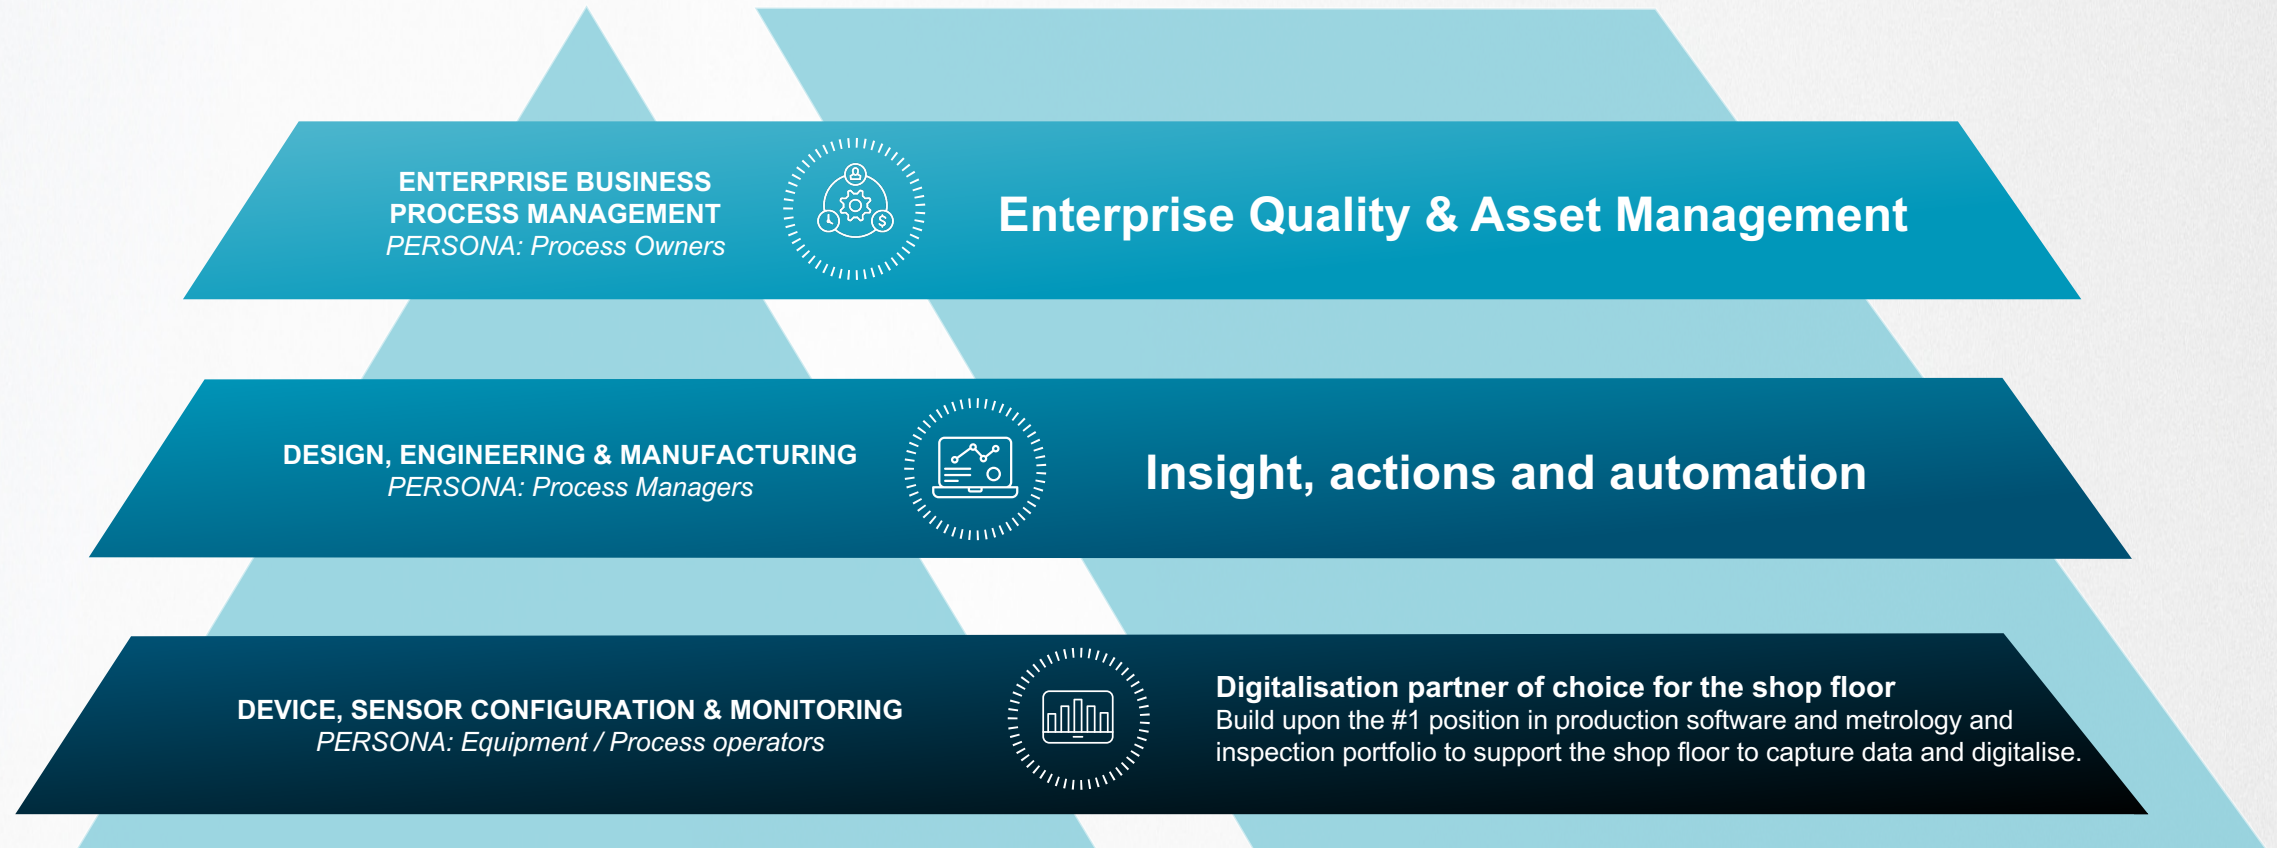 ENTERPRISE BUSINESS
PROCESS MANAGEMENT
PERSONA: Process Owners
Enterprise Quality & Asset Management
DESIGN, ENGINEERING & MANUFACTURING
PERSONA: Process Managers
Insight, actions and automation
DEVICE, SENSOR CONFIGURATION & MONITORING
PERSONA: Equipment / Process operators
Digitalisation partner of choice for the shop floor
Build upon the #1 position in production software and metrology and
inspection portfolio to support the shop floor to capture data and digitalise.